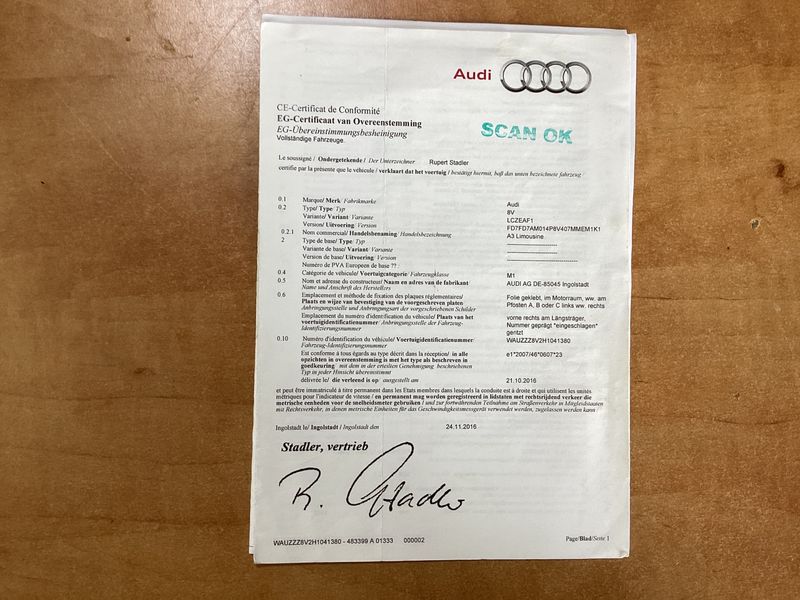 Audi
CE-Certificat de Conformité
EG-Certificaat van Overeenstemming
EG-Übereinstimmungsbesheinigung
Vollständige Fahrzeuge.
SCAN OK
Le soussigné / Ondergetekende / Der Unterzeichner Rupert Stadler
certifie par la présente que le véhicule / verklaart dat het voertuig / bestätigt hiermit, daß das unten bezeichnete fahrzeug
0.1 Marque/ Merk/ Fabrikmarke Audi
0.2 Type/ Type/ Typ 8V
Variante/ Variant/ Variante LCZEAF1
Version/ Uitvoering/ Version FD7FD7AM014P8V407MMEM1K1
0.2.1 Nom commercial/ Handelsbenaming/ Handelsbezeichnung A3 Limousine
2 Type de base/ Type/ Typ --------------------
Variante de base/ Variant/ Variante --------------------
Version de base/ Uitvoering/ Version --------------------
Numéro de PVA Europeen de base ??
0.4 Catégorie de véhicule/ Voertuigcategorie/ Fahrzeugklasse M1
0.5 Nom et adresse du constructeur/ Naam en adres van de fabrikant AUDI AG DE-85045 Ingolstadt
Name und Anschrift des Herstellers
0.6 Emplacement et méthode de fixation des plaques réglementaires/ Folie geklebt, im Motorraum, ww. am
Plaats en wijze van bevestiging van de voorgeschreven platen Pfosten A, B oder C links ww. rechts
Anbringungsstelle und Anbringungsart der vorgeschriebenen Schilder
Emplacement du numéro d'identification du véhicule/ Plaats van het vorne rechts am Längsträger,
voertuigidentificatienummer/ Anbringungsstelle der Fahrzeug- Nummer geprägt "eingeschlagen"
Identifizierungsnummer gentzt
0.10 Numéro d'identification du véhicule/ Voertuigidentificatienummer/ WAUZZZ8V2H1041380
Fahrzeug-Identifizierungsnummer
Est conforme à tous égards au type décrit dans la réception/ in alle e1*2007/46*0607*23
opzichten in overeenstemming is met het type als beschreven in
goedkeuring/ mit dem in der erteilen Genehmigung beschriebenen
Typ in jeder Hinsicht übereinstimmt
délivrée le/ die verleend is op ausgestellt am 21.10.2016
et peut être immatriculé à titre permanent dans les Etats membres dans lesquels la conduite est à droite et qui utilisent les unités
métriques pour l'indicateur de vitesse / en permanent mag worden geregistreerd in lidstaten met rechtsrijdend verkeer die
metrische eenheden voor de snelheidsmeter gebruiken / und zur fortwährenden Teilnahme am Straßenverkehr in Mitgliedstaaten
mit Rechtsverkehr, in denen metrische Einheiten für das Geschwindigkeitsmessgerät verwendet werden, zugelassen werden kann
Ingolstadt le/ Ingolstadt / Ingolstadt den 24.11.2016
Stadler, vertrieb
R. Stadler
WAUZZZ8V2H1041380 - 483399 A 01333 000002 Page/Blad/Seite 1